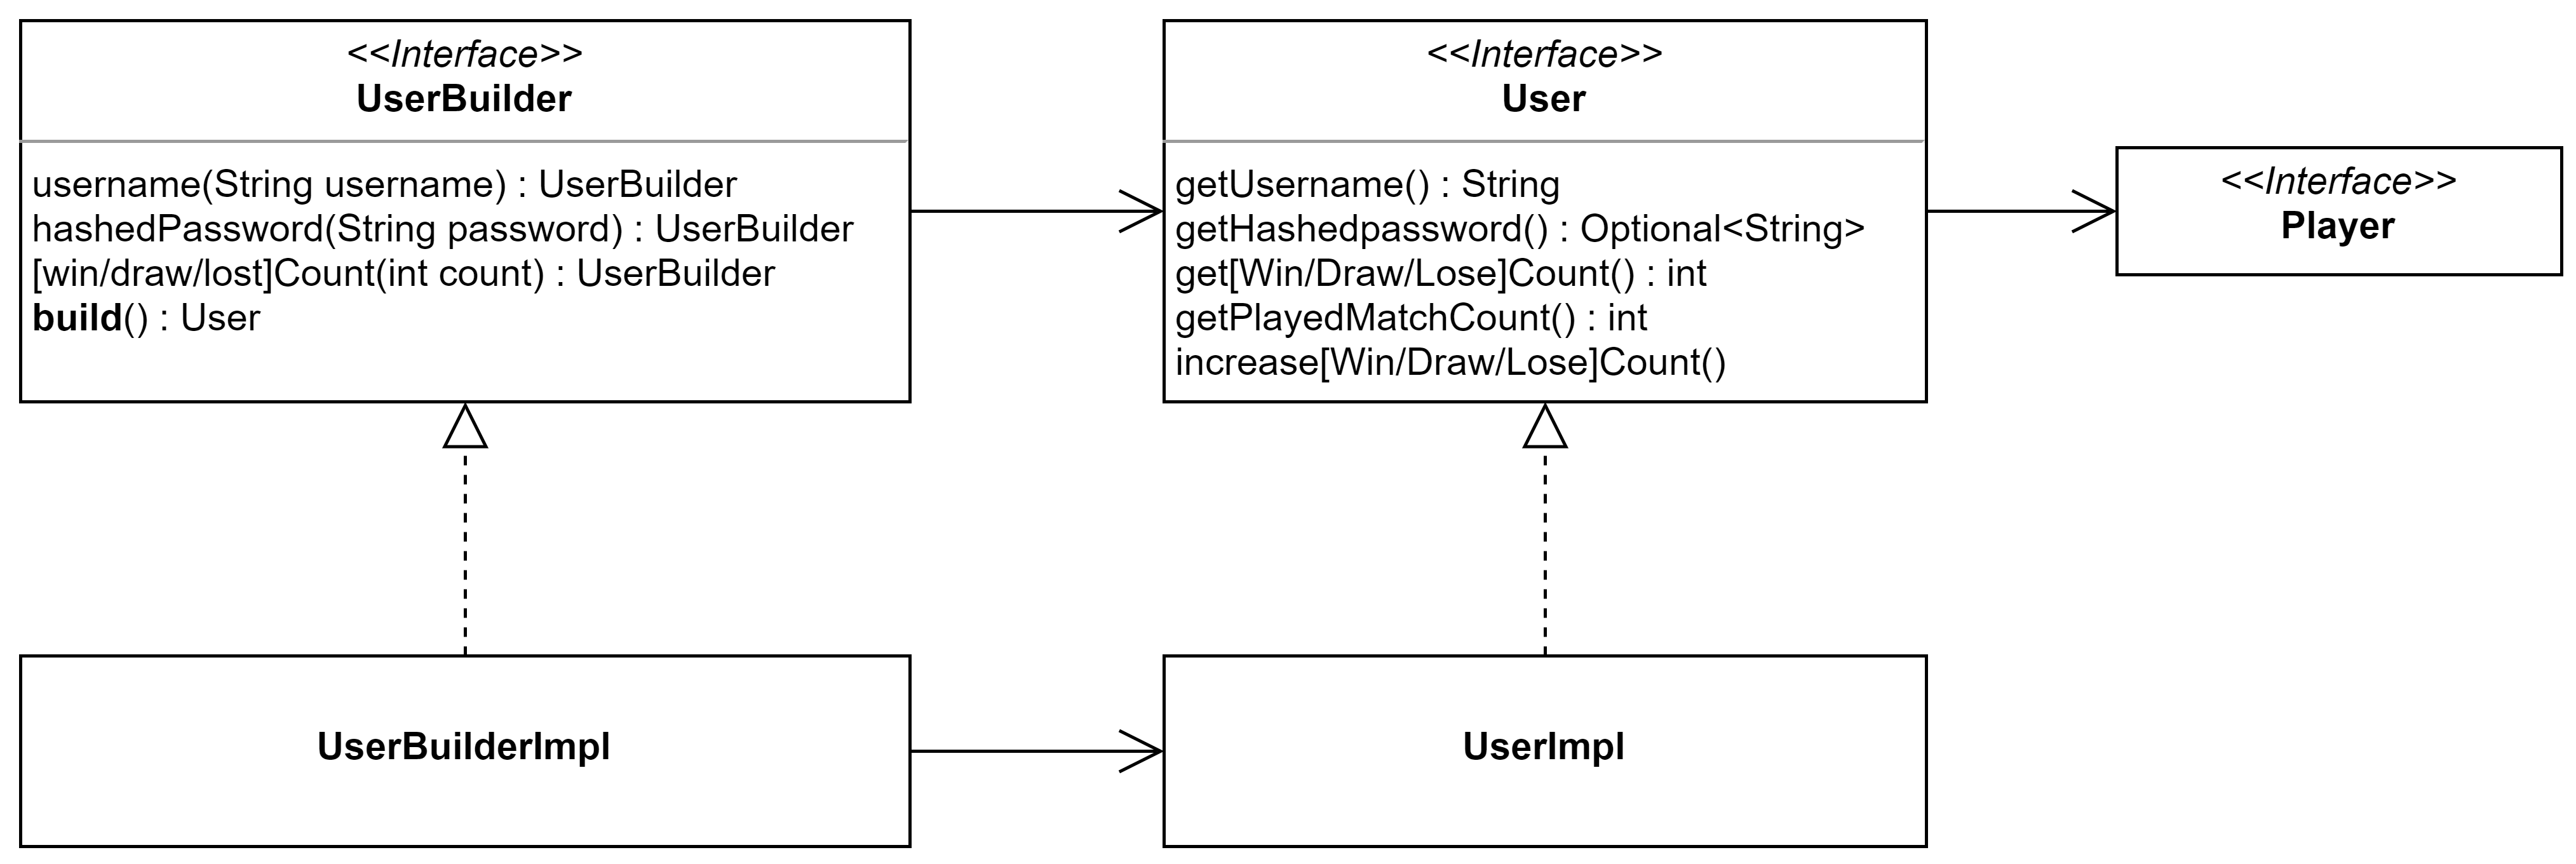 <<Interface>>
UserBuilder
username(String username) : UserBuilder
hashedPassword(String password) : UserBuilder
[win/draw/lost]Count(int count) : UserBuilder
build() : User
<<Interface>>
User
getUsername() : String
getHashedpassword() : Optional<String>
get[Win/Draw/Lose]Count() : int
getPlayedMatchCount() : int
increase[Win/Draw/Lose]Count()
<<Interface>>
Player
UserBuilderImpl
UserImpl